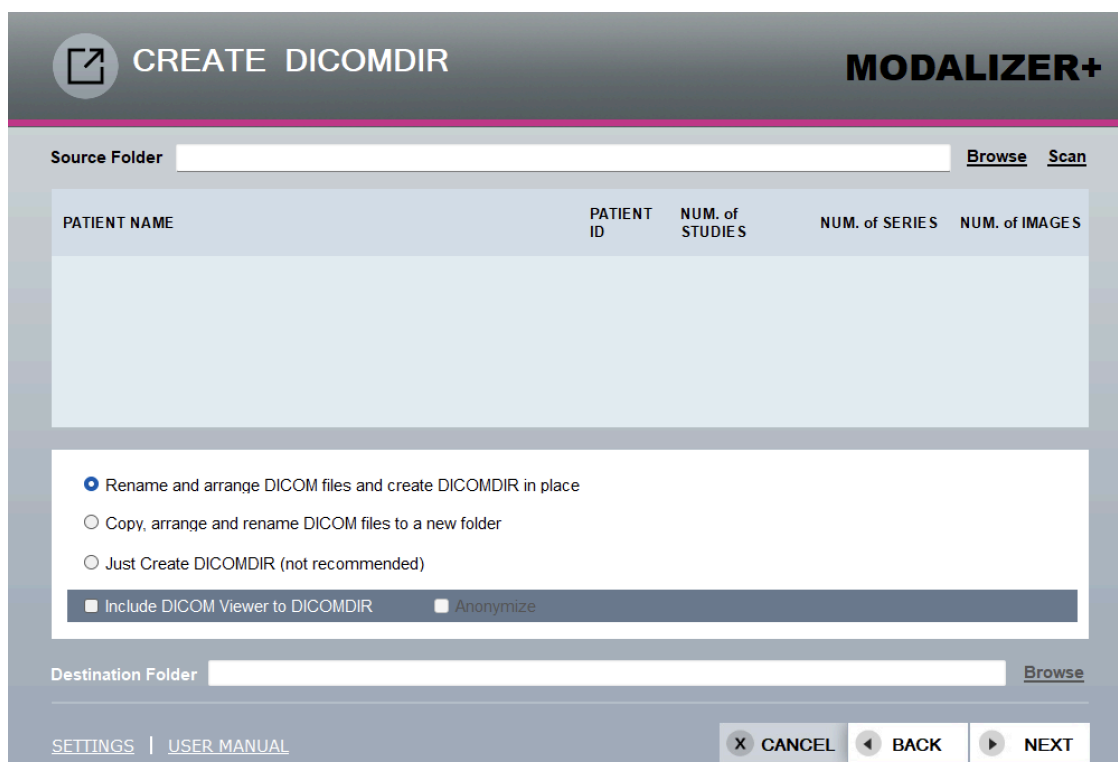 CREATE DICOMDIR
MODALIZER+
Source Folder Browse Scan
PATIENT NAME PATIENT ID NUM. of STUDIES NUM. of SERIES NUM. of IMAGES
Rename and arrange DICOM files and create DICOMDIR in place
Copy, arrange and rename DICOM files to a new folder
Just Create DICOMDIR (not recommended)
Include DICOM Viewer to DICOMDIR Anonymize
Destination Folder Browse
SETTINGS | USER MANUAL X CANCEL BACK NEXT